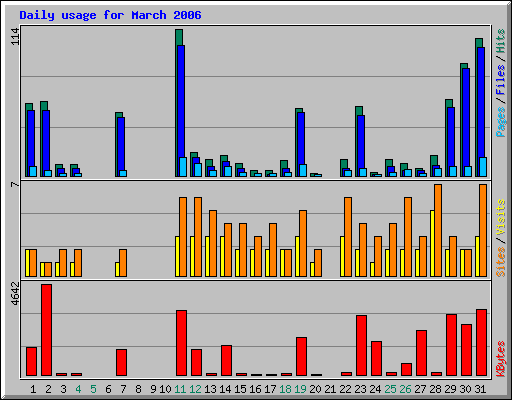 Daily usage for March 2006
114
Pages / Files / Hits
7
Sites / Visits
4642
KBytes
1 2 3 4 5 6 7 8 9 10 11 12 13 14 15 16 17 18 19 20 21 22 23 24 25 26 27 28 29 30 31